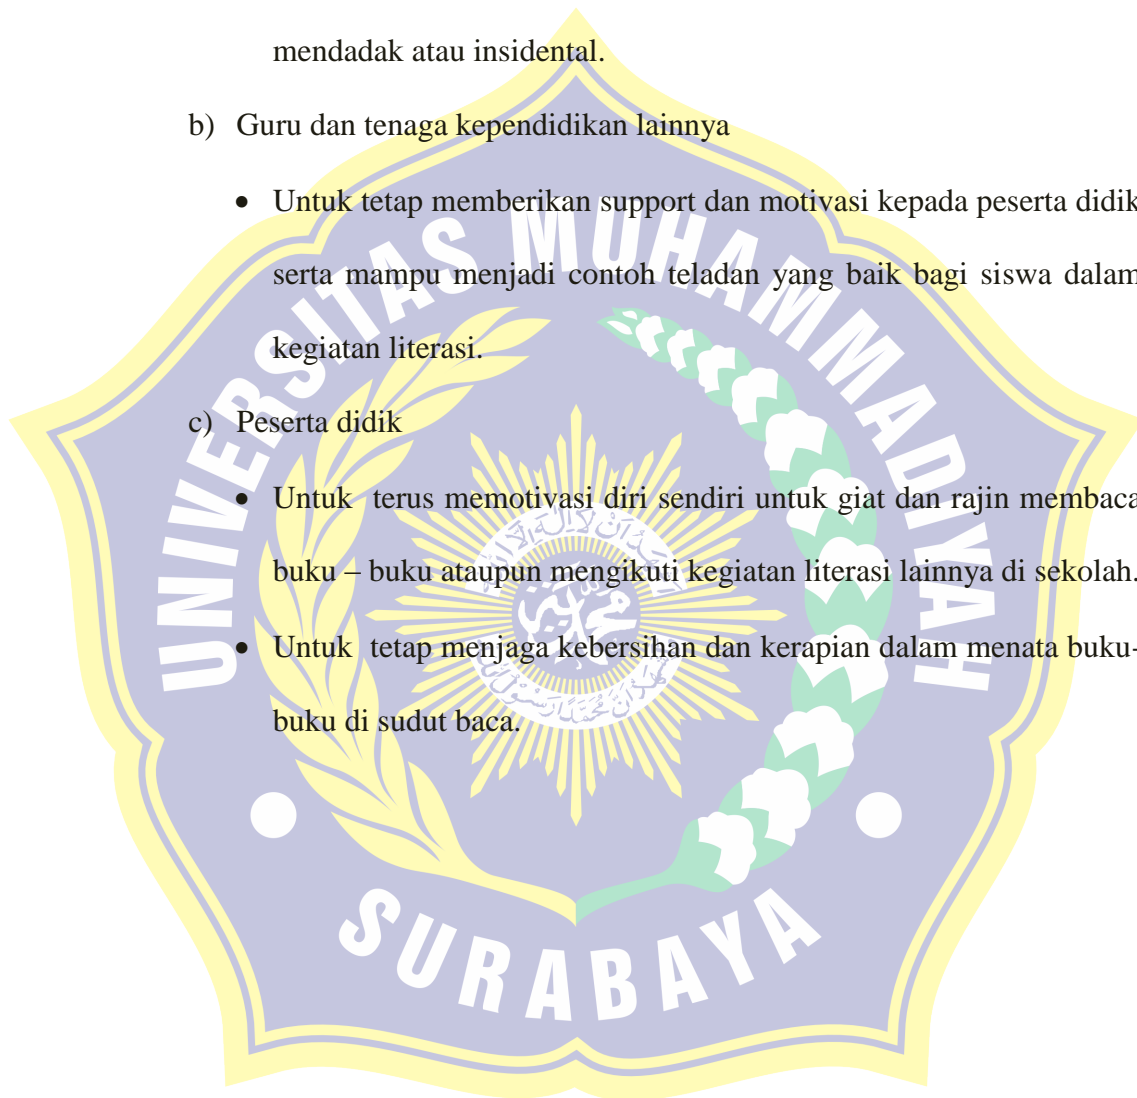 mendadak atau insidental.
b) Guru dan tenaga kependidikan lainnya
• Untuk tetap memberikan support dan motivasi kepada peserta didik
serta mampu menjadi contoh teladan yang baik bagi siswa dalam
kegiatan literasi.
c) Peserta didik
• Untuk terus memotivasi diri sendiri untuk giat dan rajin membaca
buku – buku ataupun mengikuti kegiatan literasi lainnya di sekolah.
• Untuk tetap menjaga kebersihan dan kerapian dalam menata buku-
buku di sudut baca.
UNIVERSITAS MUHAMMADIYAH
SURABAYA